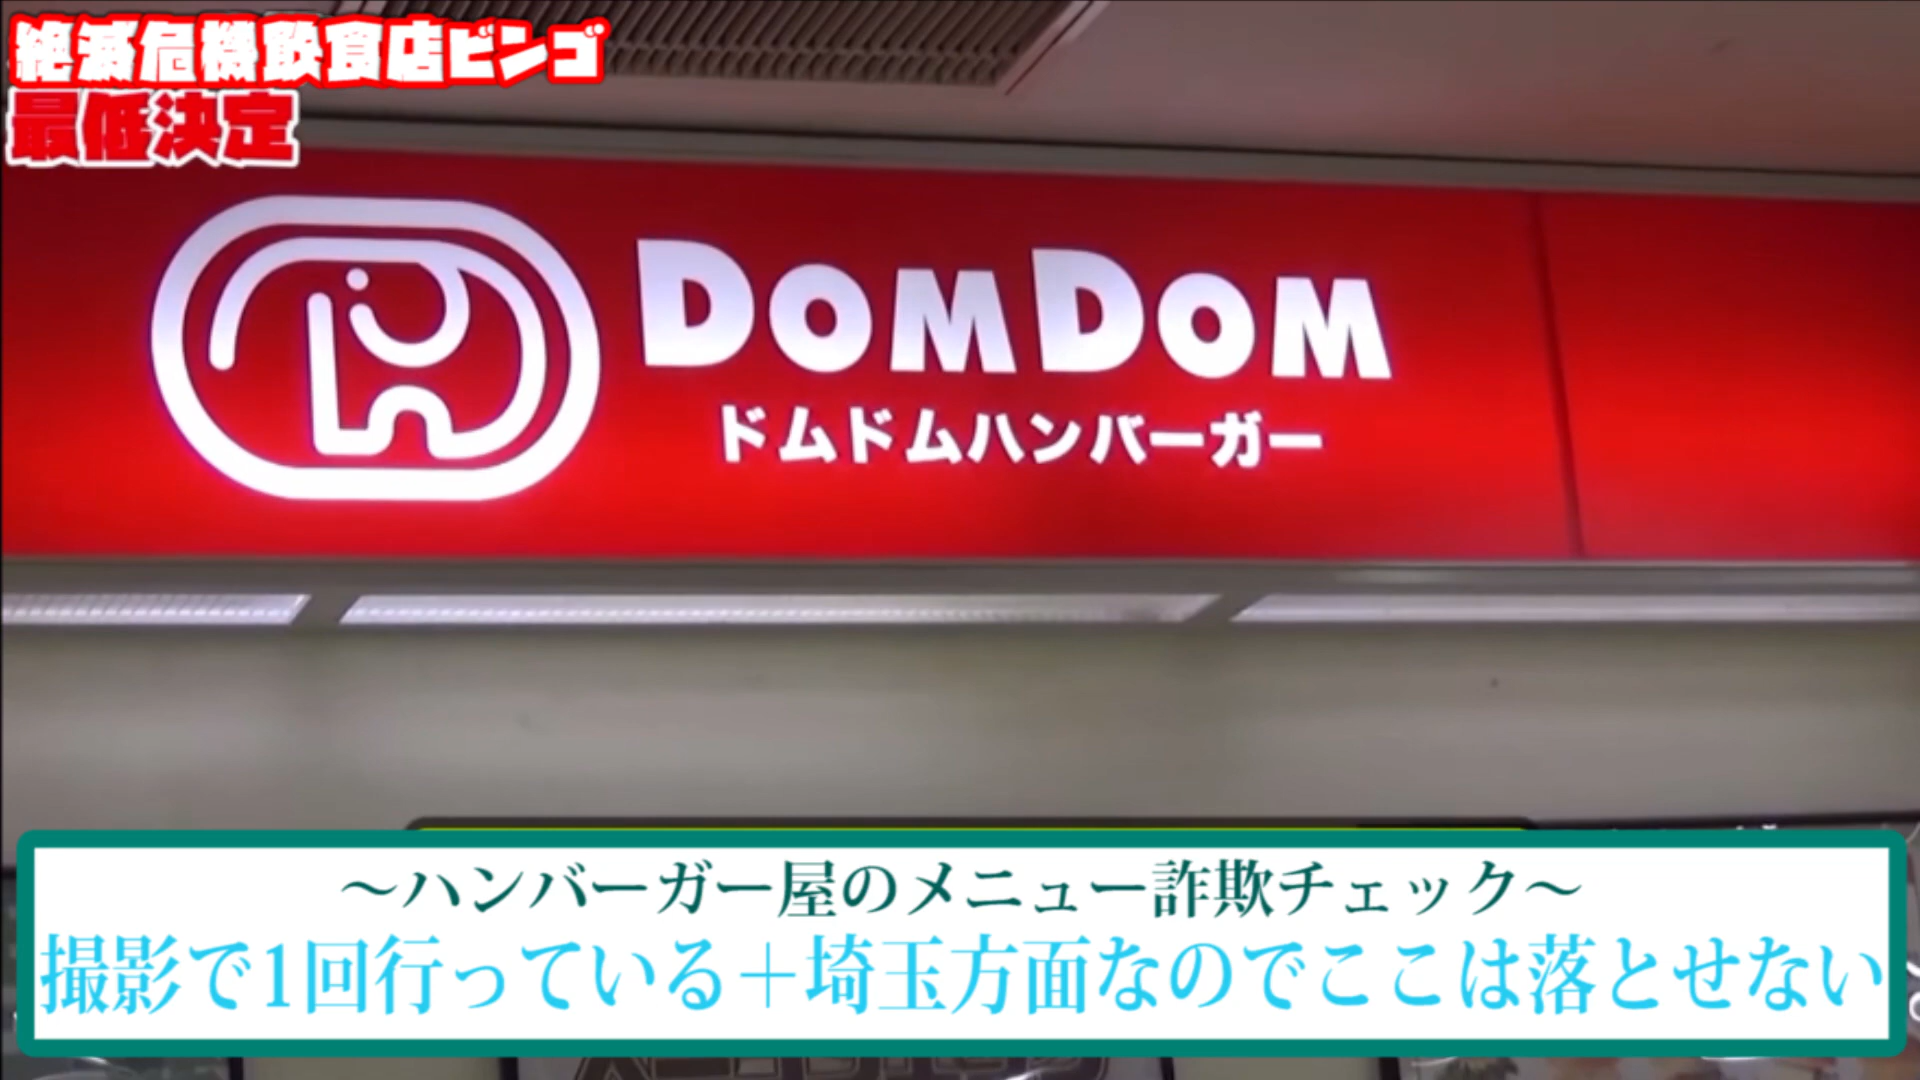 絶滅危機飲食店ビンゴ
最低決定
DOMDOM
ドムドムハンバーガー
～ハンバーガー屋のメニュー詐欺チェック～
撮影で1回行っている＋埼玉方面なのでここは落とせない